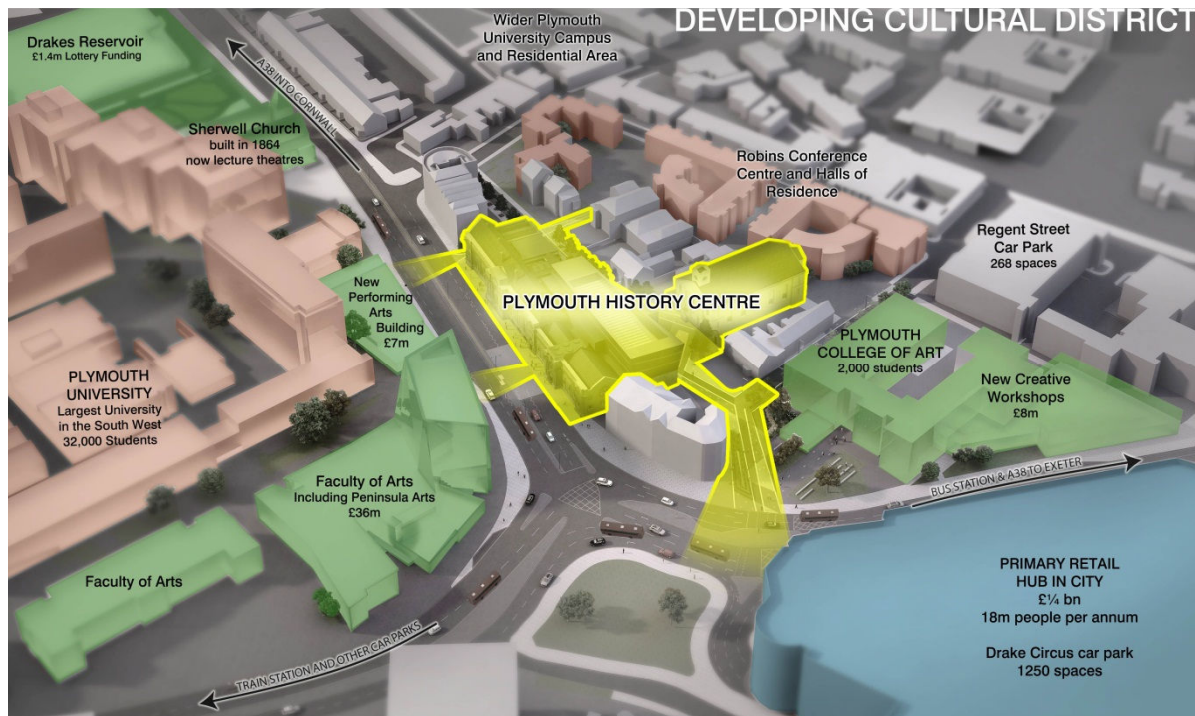 DEVELOPING CULTURAL DISTRICT
Drakes Reservoir
£1.4m Lottery Funding
A38 INTO CORNWALL
Wider Plymouth
University Campus
and Residential Area
Sherwell Church
built in 1864
now lecture theatres
Robins Conference
Centre and Halls of
Residence
Regent Street
Car Park
268 spaces
New
Performing
Arts
Building
£7m
PLYMOUTH HISTORY CENTRE
PLYMOUTH
COLLEGE OF ART
2,000 students
New Creative
Workshops
£8m
PLYMOUTH
UNIVERSITY
Largest University
in the South West
32,000 Students
Faculty of Arts
Including Peninsula Arts
£36m
BUS STATION & A38 TO EXETER
Faculty of Arts
PRIMARY RETAIL
HUB IN CITY
£¼ bn
18m people per annum
Drake Circus car park
1250 spaces
TRAIN STATION AND OTHER CAR PARKS